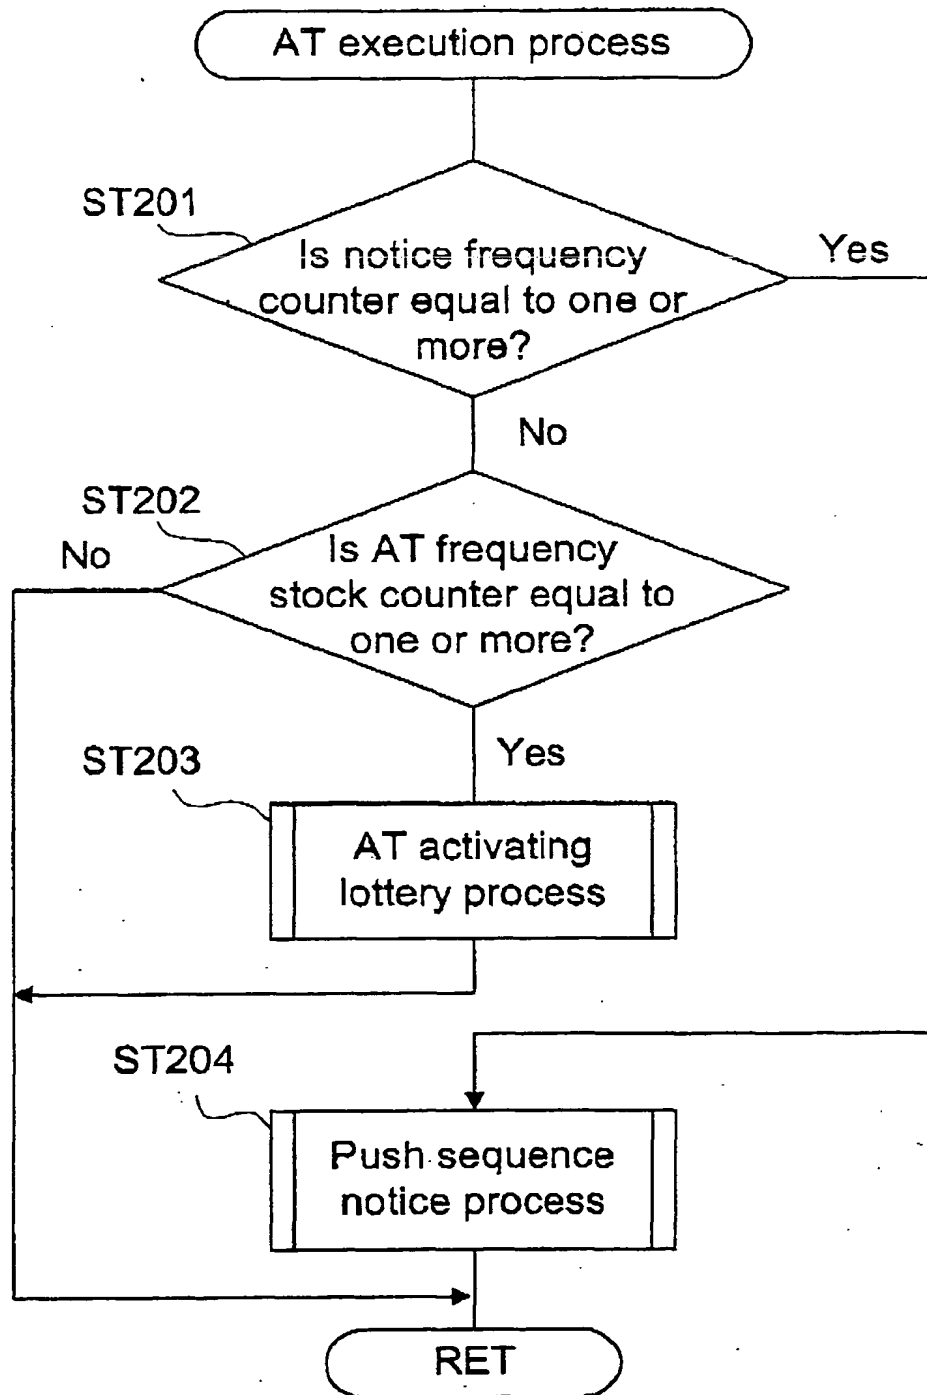 AT execution process
ST201
Is notice frequency
counter equal to one or
more?
Yes
No
ST202
No
Is AT frequency
stock counter equal to
one or more?
Yes
ST203
AT activating
lottery process
ST204
Push sequence
notice process
RET